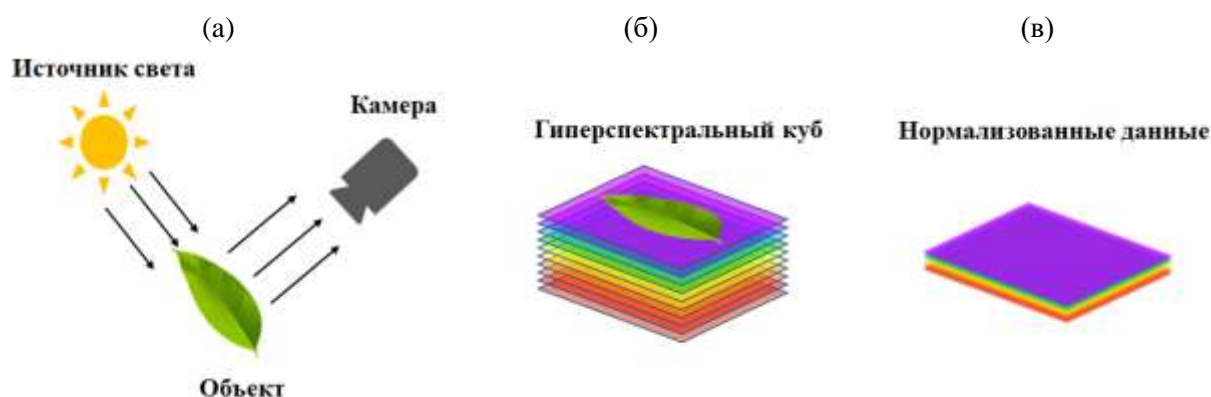 (а)
(б)
(в)
Источник света
Камера
Гиперспектральный куб
Нормализованные данные
Объект